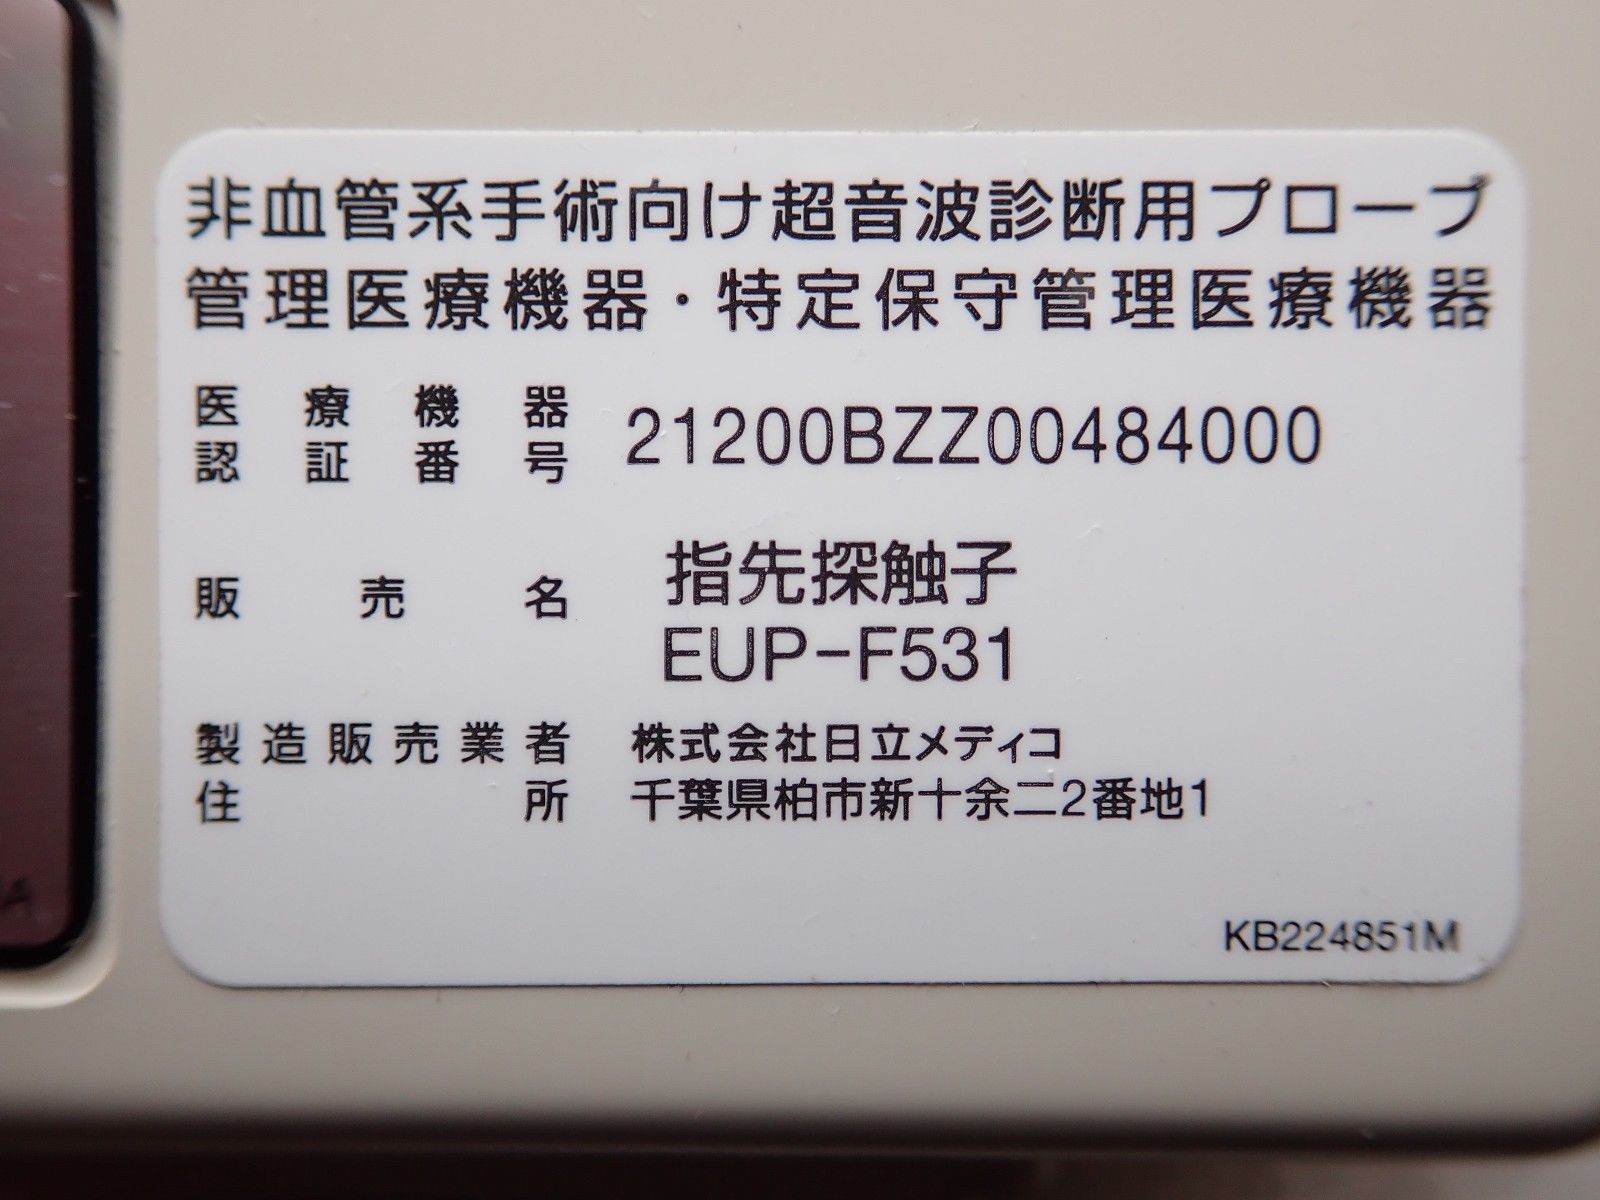 非血管系手術向け超音波診断用プローブ
管理医療機器・特定保守管理医療機器
医療機器
認証番号 21200BZZ00484000
販売名 指先探触子
EUP-F531
製造販売業者 株式会社日立メディコ
住所 千葉県柏市新十余二2番地1
KB224851M